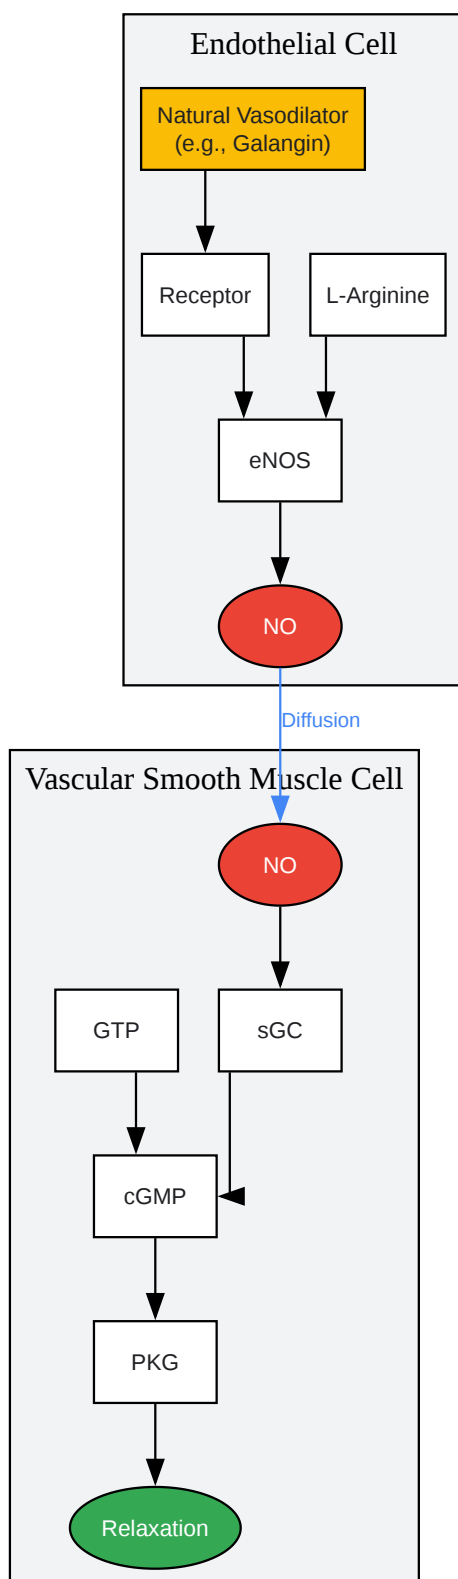 Endothelial Cell
Natural Vasodilator
(e.g., Galangin)
Receptor
L-Arginine
eNOS
NO
Diffusion
Vascular Smooth Muscle Cell
NO
GTP
sGC
cGMP
PKG
Relaxation